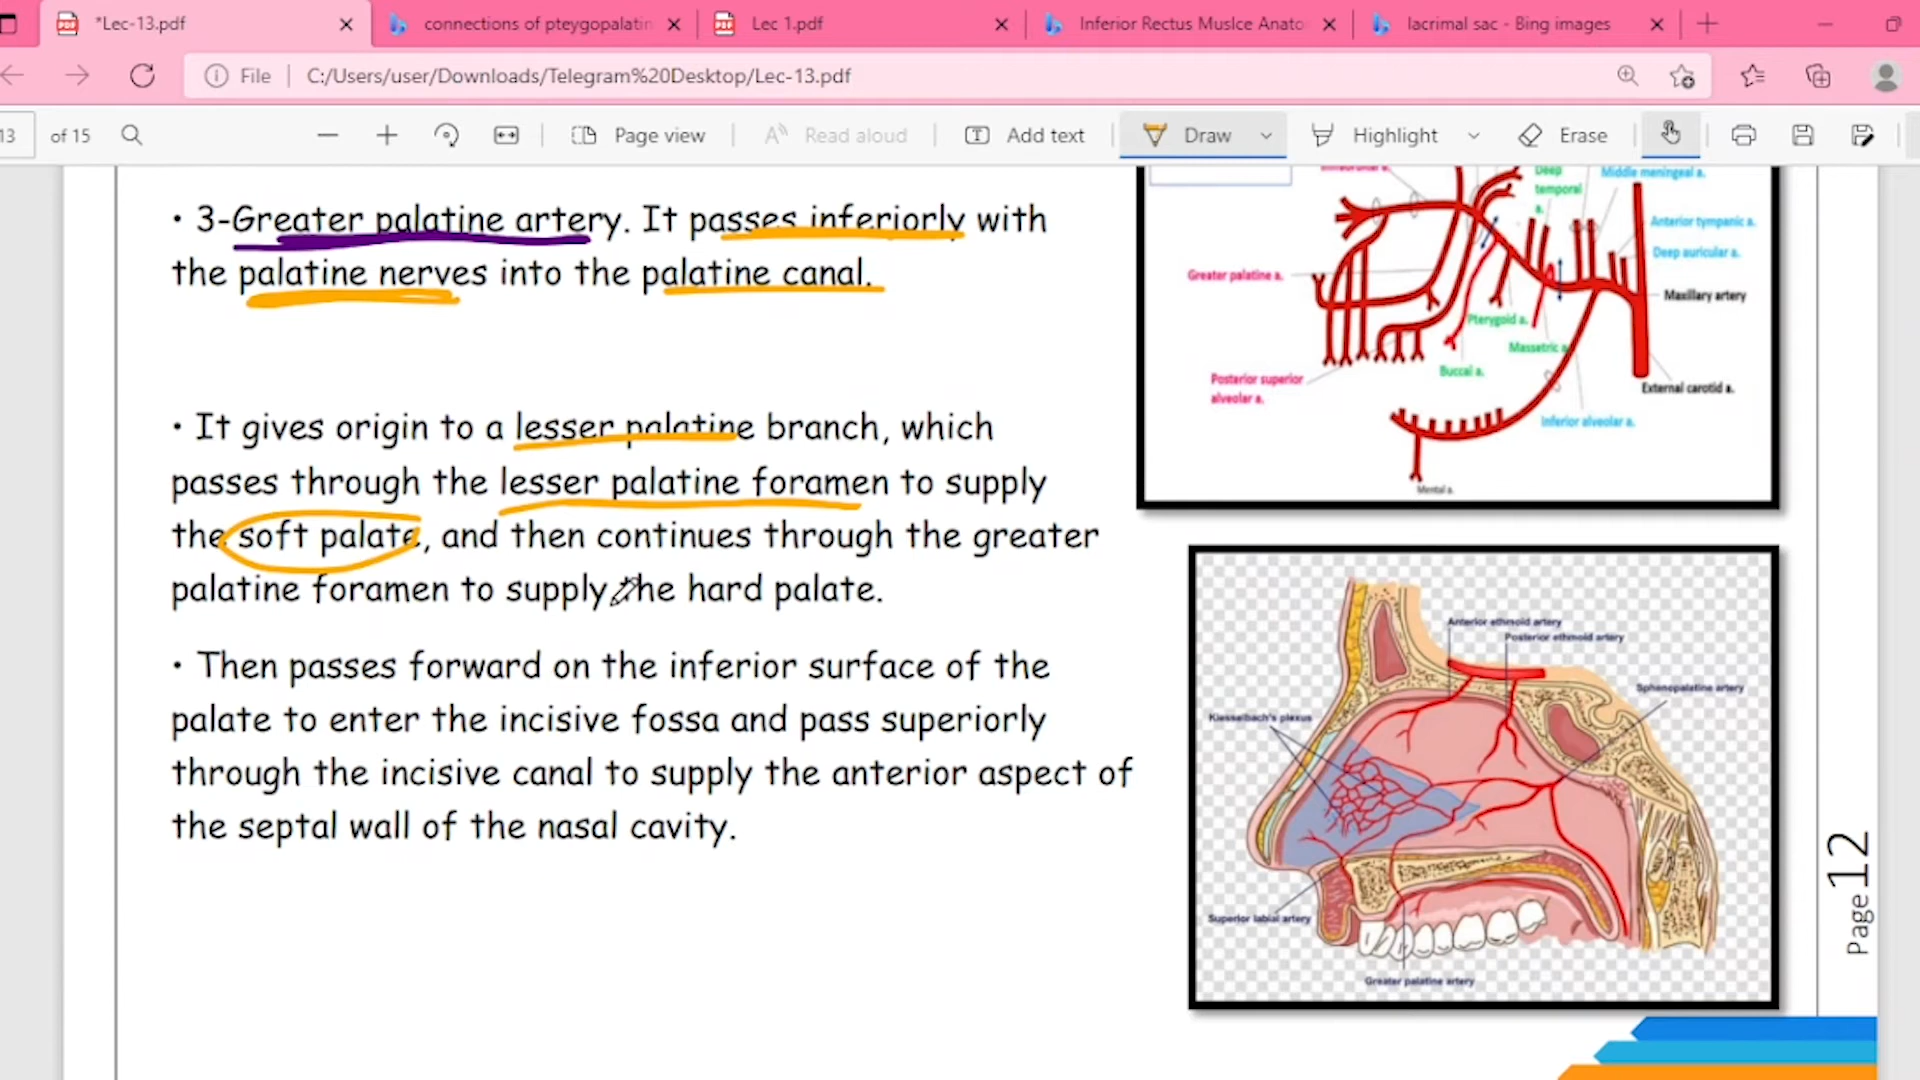 *Lec-13.pdf
connections of pteygopalatin
Lec 1.pdf
Inferior Rectus Muslce Anato
lacrimal sac - Bing images
File
C:/Users/user/Downloads/Telegram%20Desktop/Lec-13.pdf
13 of 15
Page view
Read aloud
Add text
Draw
Highlight
Erase
• 3-Greater palatine artery. It passes inferiorly with
the palatine nerves into the palatine canal.
• It gives origin to a lesser palatine branch, which
passes through the lesser palatine foramen to supply
the soft palate, and then continues through the greater
palatine foramen to supply the hard palate.
• Then passes forward on the inferior surface of the
palate to enter the incisive fossa and pass superiorly
through the incisive canal to supply the anterior aspect of
the septal wall of the nasal cavity.
Deep
temporal
a.
Middle meningeal a.
Anterior tympanic a.
Deep auricular a.
Greater palatine a.
Maxillary artery
Pterygoid a.
Masseteric a.
Buccal a.
Posterior superior
alveolar a.
External carotid a.
Inferior alveolar a.
Mental a.
Anterior ethmoid artery
Posterior ethmoid artery
Sphenopalatine artery
Kiesselbach's plexus
Superior labial artery
Greater palatine artery
Page 12